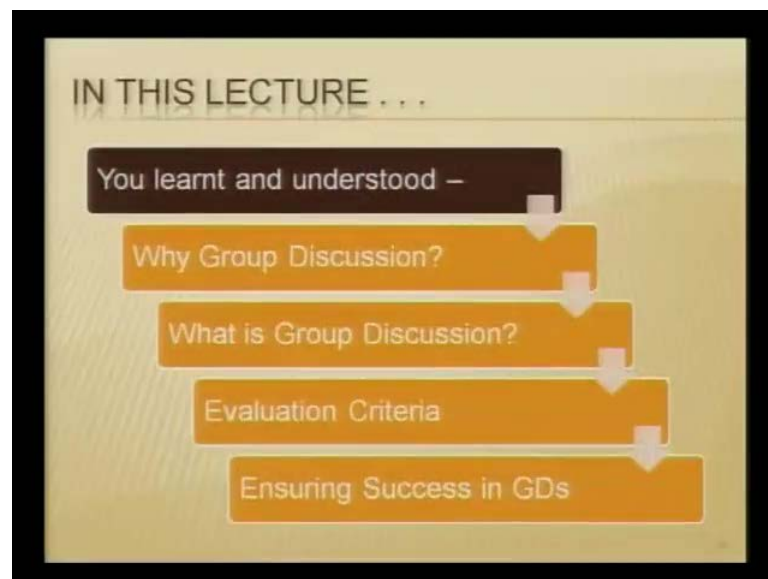 IN THIS LECTURE . . .
You learnt and understood –
Why Group Discussion?
What is Group Discussion?
Evaluation Criteria
Ensuring Success in GDs